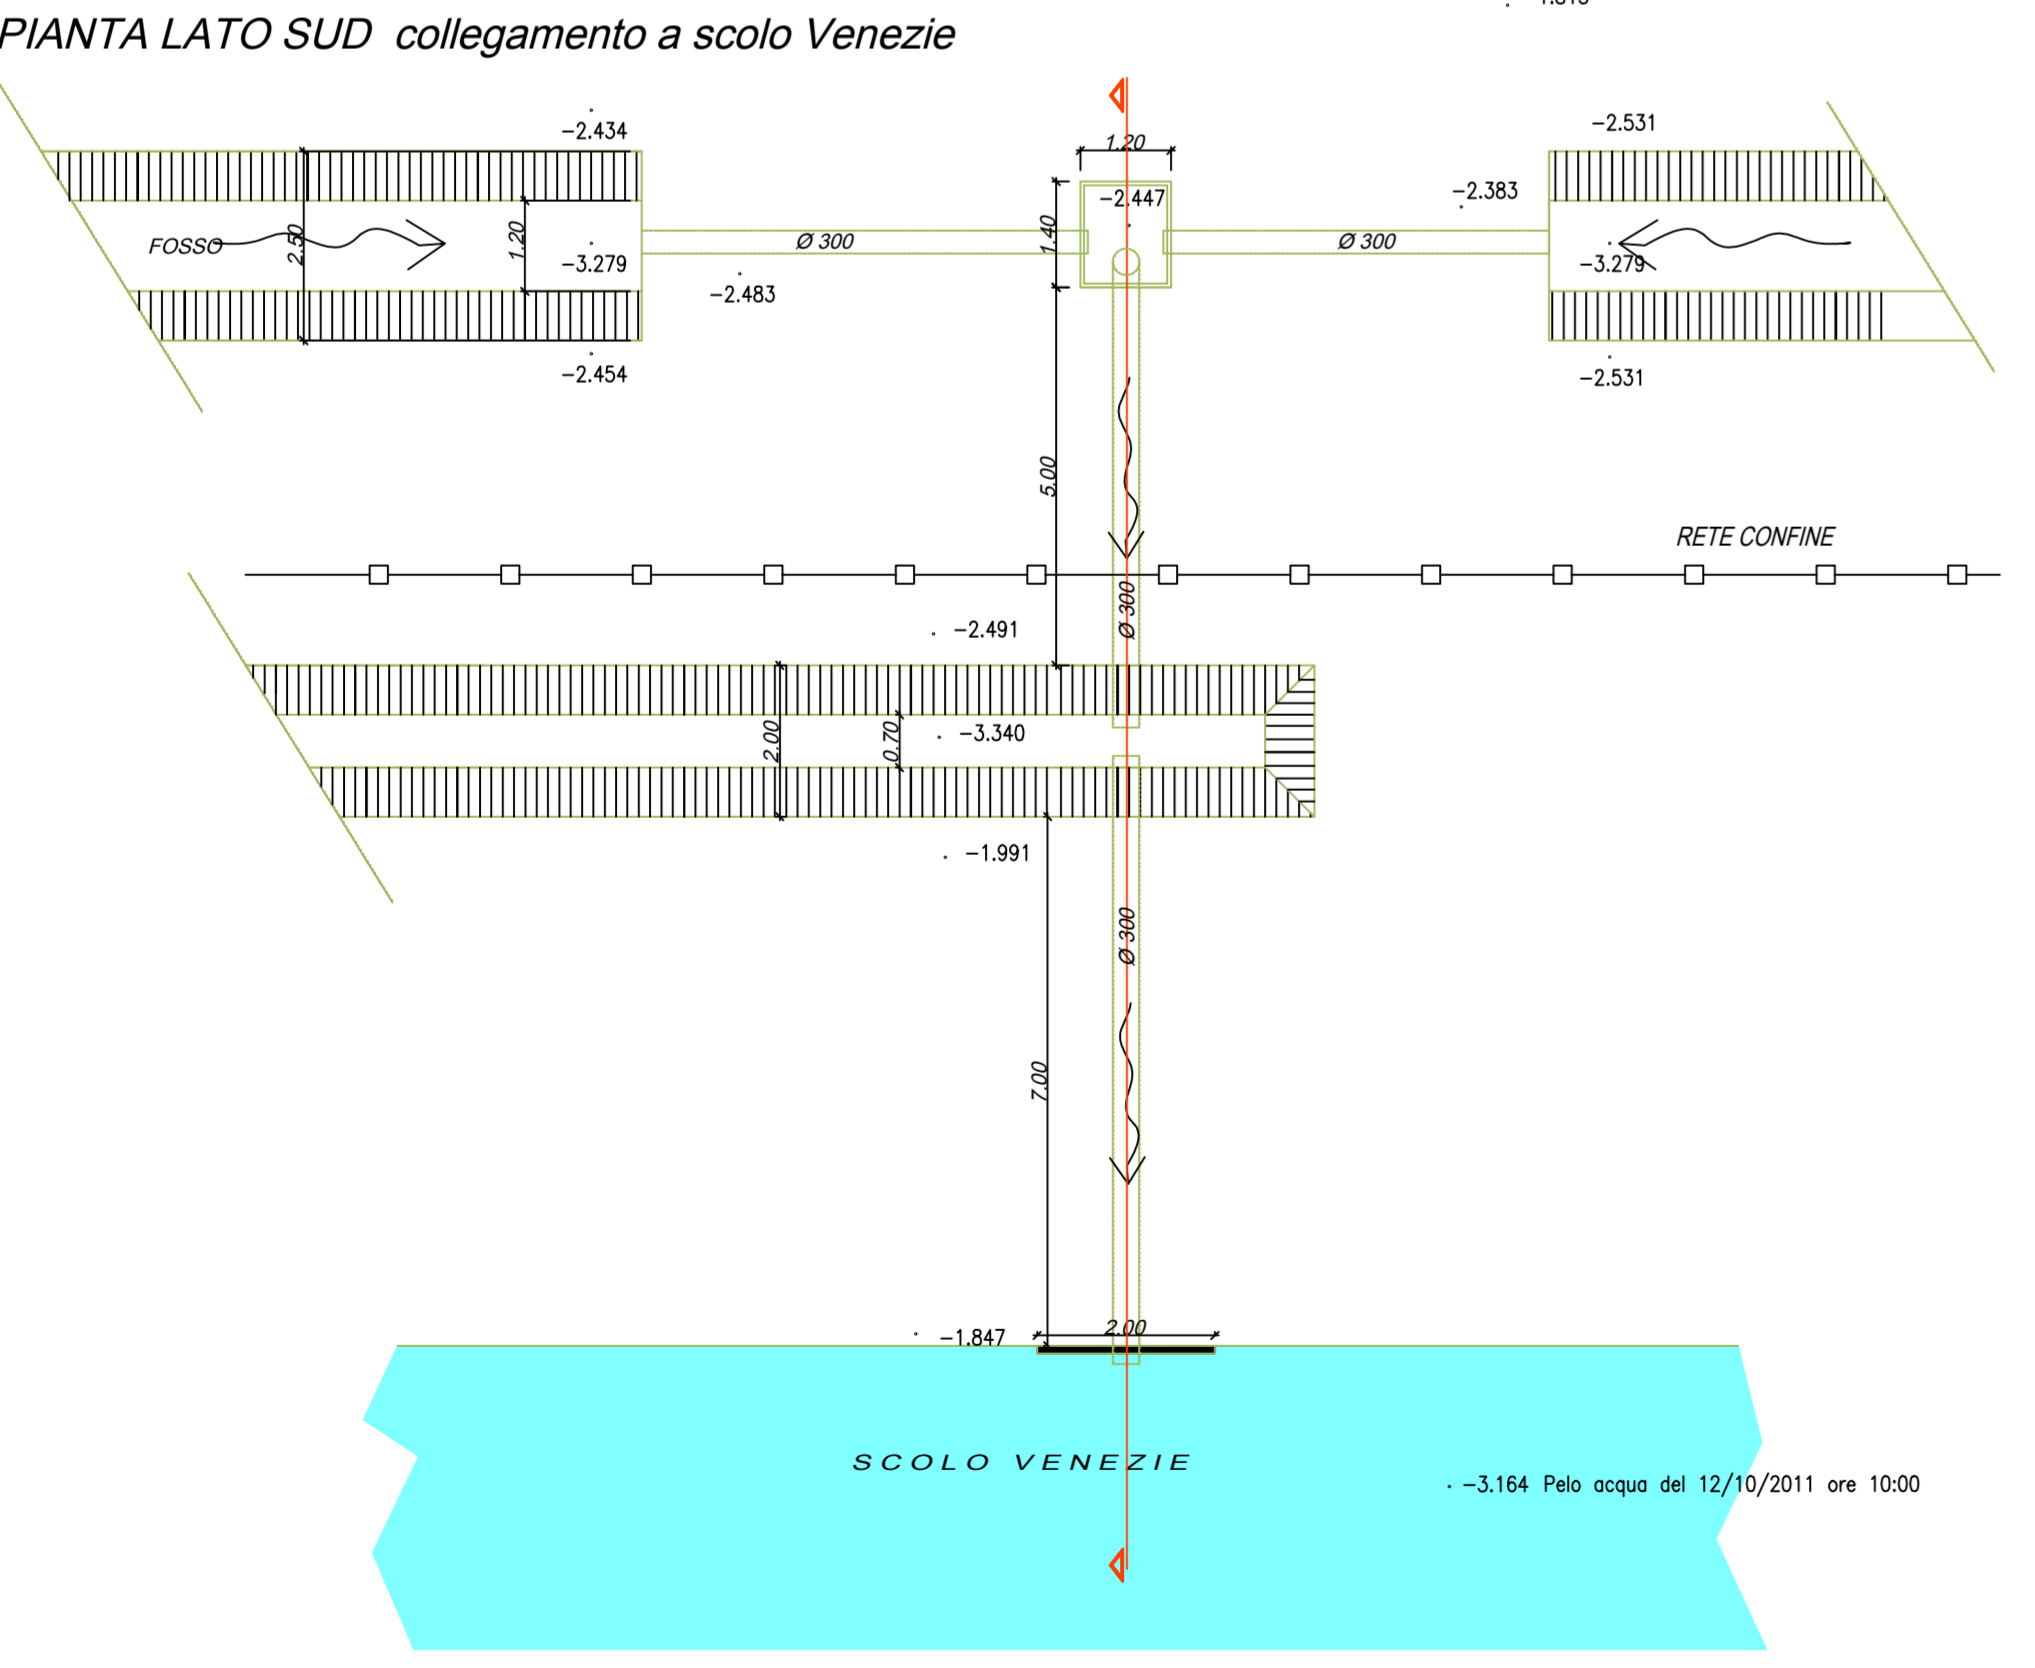 PIANTA LATO SUD collegamento a scolo Venezie
-2.434
-2.531
1.20
-2.447
-2.383
FOSSO
2.50
1.20
-3.279
Ø 300
1.40
Ø 300
-3.279
-2.483
-2.454
-2.531
5.00
RETE CONFINE
Ø 300
-2.491
2.00
0.70
-3.340
-1.991
Ø 300
7.00
-1.847
2.00
SCOLO VENEZIE
-3.164 Pelo acqua del 12/10/2011 ore 10:00